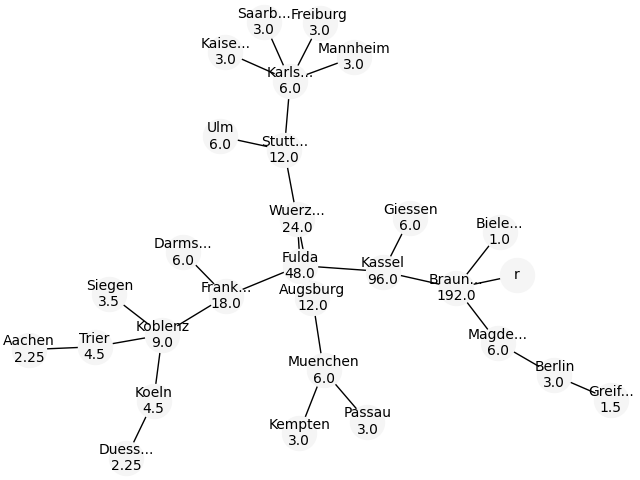 Saarb...
3.0
Freiburg
3.0
Kaise...
3.0
Mannheim
3.0
Karls...
6.0
Ulm
6.0
Stutt...
12.0
Wuerz...
24.0
Giessen
6.0
Biele...
1.0
Darms...
6.0
Fulda
48.0
Kassel
96.0
r
Braun...
192.0
Siegen
3.5
Frank...
18.0
Augsburg
12.0
Koblenz
9.0
Aachen
2.25
Trier
4.5
Magde...
6.0
Muenchen
6.0
Berlin
3.0
Koeln
4.5
Greif...
1.5
Kempten
3.0
Passau
3.0
Duess...
2.25